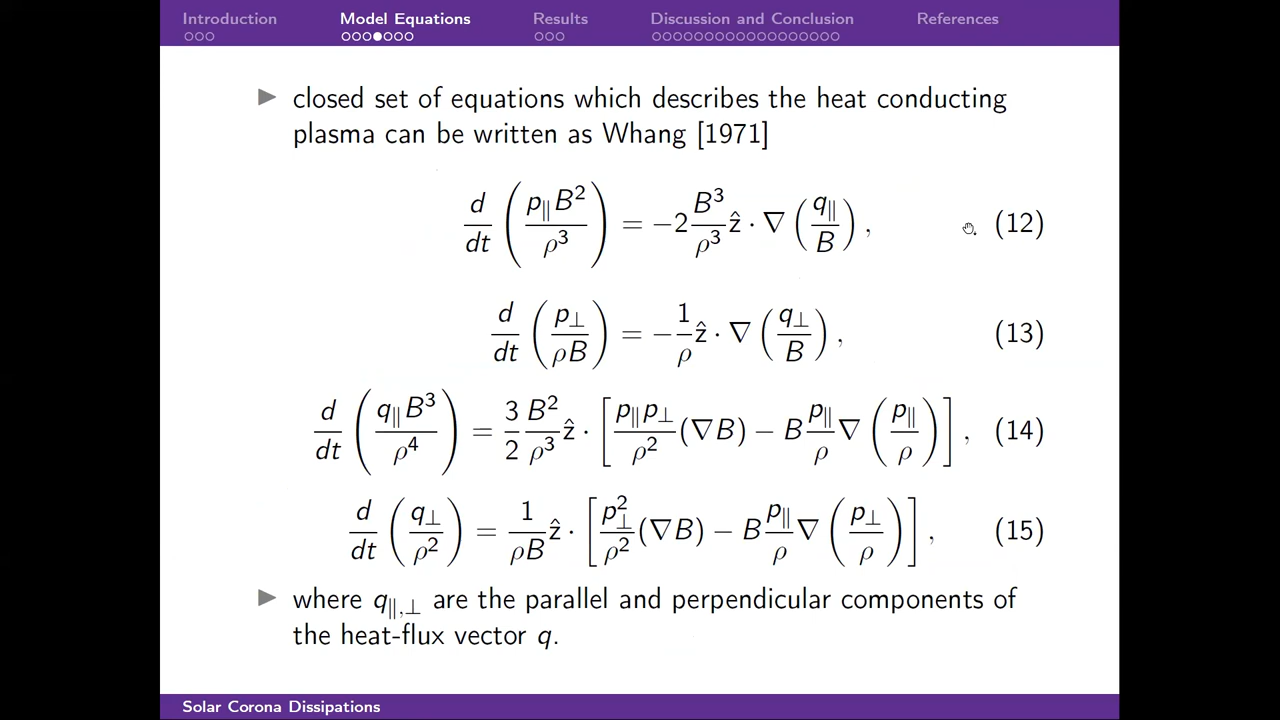 Introduction Model Equations Results Discussion and Conclusion References
closed set of equations which describes the heat conducting
plasma can be written as Whang [1971]
d/dt (p∥B²/ρ³) = −2 B³/ρ³ ẑ · ∇ (q∥/B), (12)
d/dt (p⊥/ρB) = − 1/ρ ẑ · ∇ (q⊥/B), (13)
d/dt (q∥B³/ρ⁴) = 3/2 B²/ρ³ ẑ · [p∥p⊥/ρ² (∇B) − B p∥/ρ ∇ (p∥/ρ)], (14)
d/dt (q⊥/ρ²) = 1/ρB ẑ · [p⊥²/ρ² (∇B) − B p∥/ρ ∇ (p⊥/ρ)], (15)
where q∥,⊥ are the parallel and perpendicular components of
the heat-flux vector q.
Solar Corona Dissipations